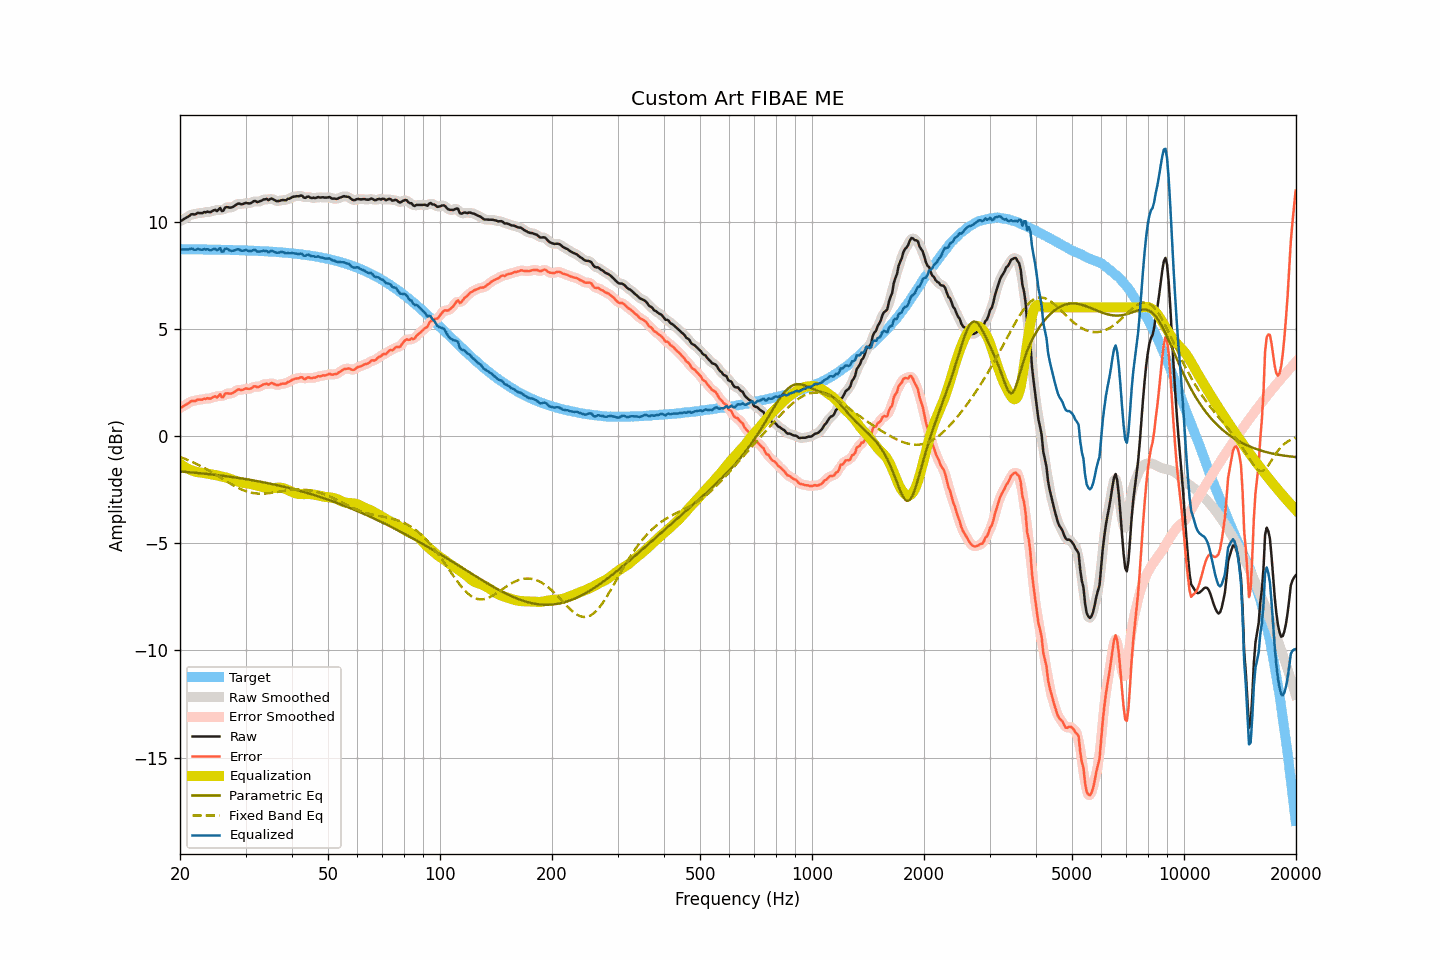 Custom Art FIBAE ME
Amplitude (dBr)
10
5
0
−5
−10
−15
Target
Raw Smoothed
Error Smoothed
Raw
Error
Equalization
Parametric Eq
Fixed Band Eq
Equalized
20 50 100 200 500 1000 2000 5000 10000 20000
Frequency (Hz)